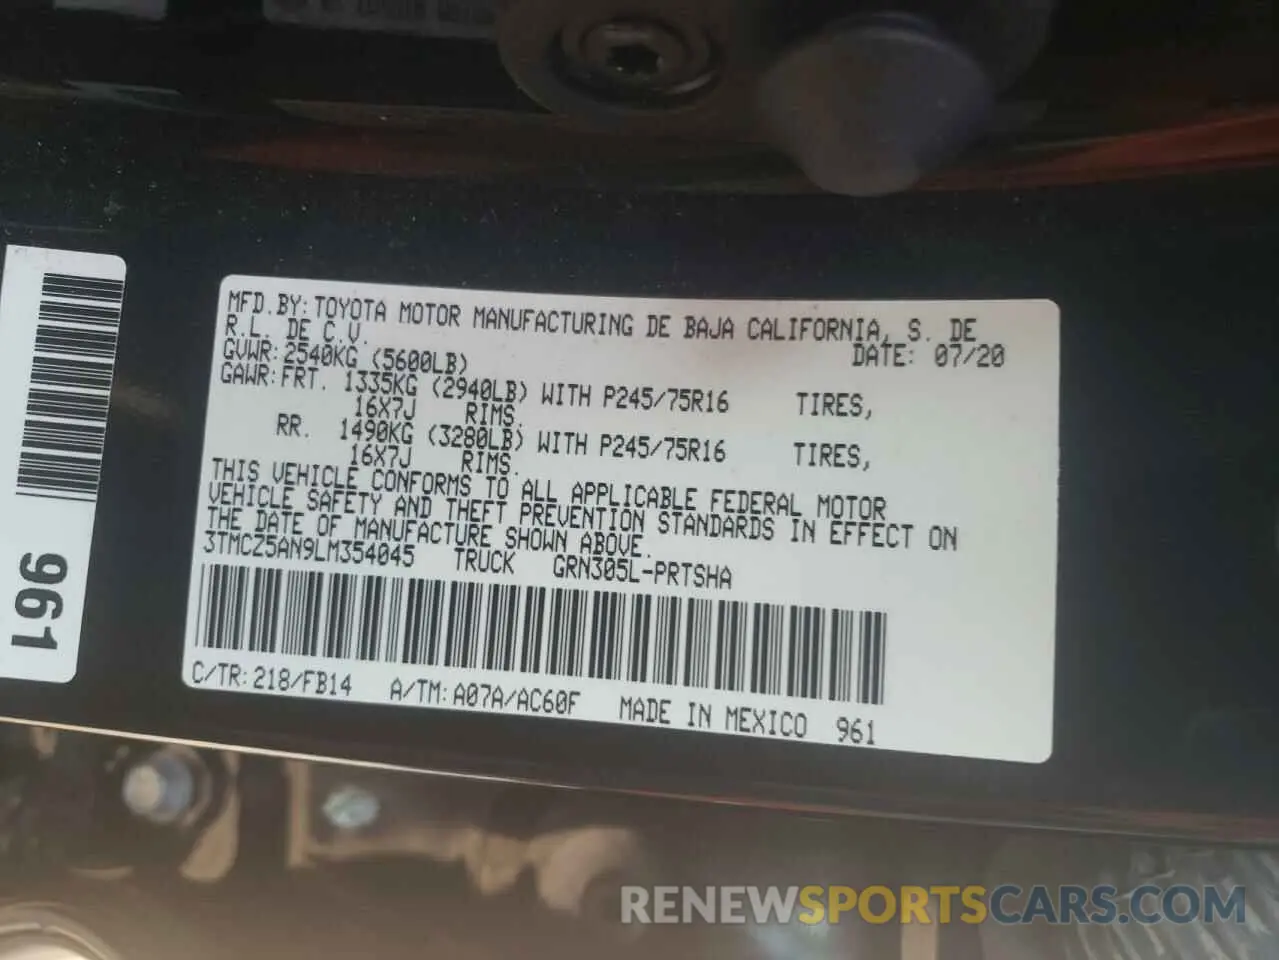 MFD.BY:TOYOTA MOTOR MANUFACTURING DE BAJA CALIFORNIA, S. DE
R.L. DE C.V. DATE: 07/20
GVWR:2540KG (5600LB)
GAWR:FRT. 1335KG (2940LB) WITH P245/75R16 TIRES,
16X7J RIMS.
RR. 1490KG (3280LB) WITH P245/75R16 TIRES,
16X7J RIMS.
THIS VEHICLE CONFORMS TO ALL APPLICABLE FEDERAL MOTOR
VEHICLE SAFETY AND THEFT PREVENTION STANDARDS IN EFFECT ON
THE DATE OF MANUFACTURE SHOWN ABOVE.
3TMCZ5AN9LM354045 TRUCK GRN305L-PRTSHA
C/TR:218/FB14 A/TM:A07A/AC60F MADE IN MEXICO 961
961
RENEWSPORTSCARS.COM